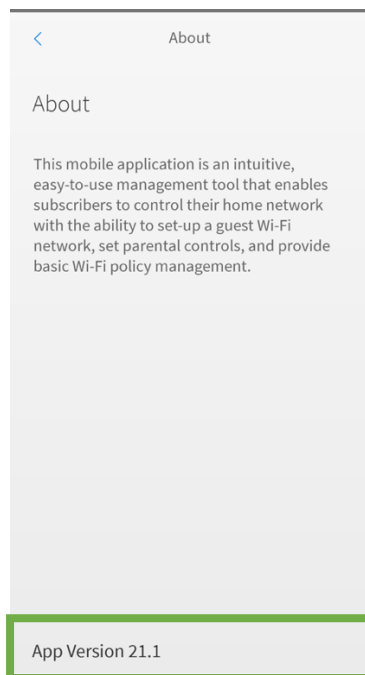 About
About
This mobile application is an intuitive,
easy-to-use management tool that enables
subscribers to control their home network
with the ability to set-up a guest Wi-Fi
network, set parental controls, and provide
basic Wi-Fi policy management.
App Version 21.1